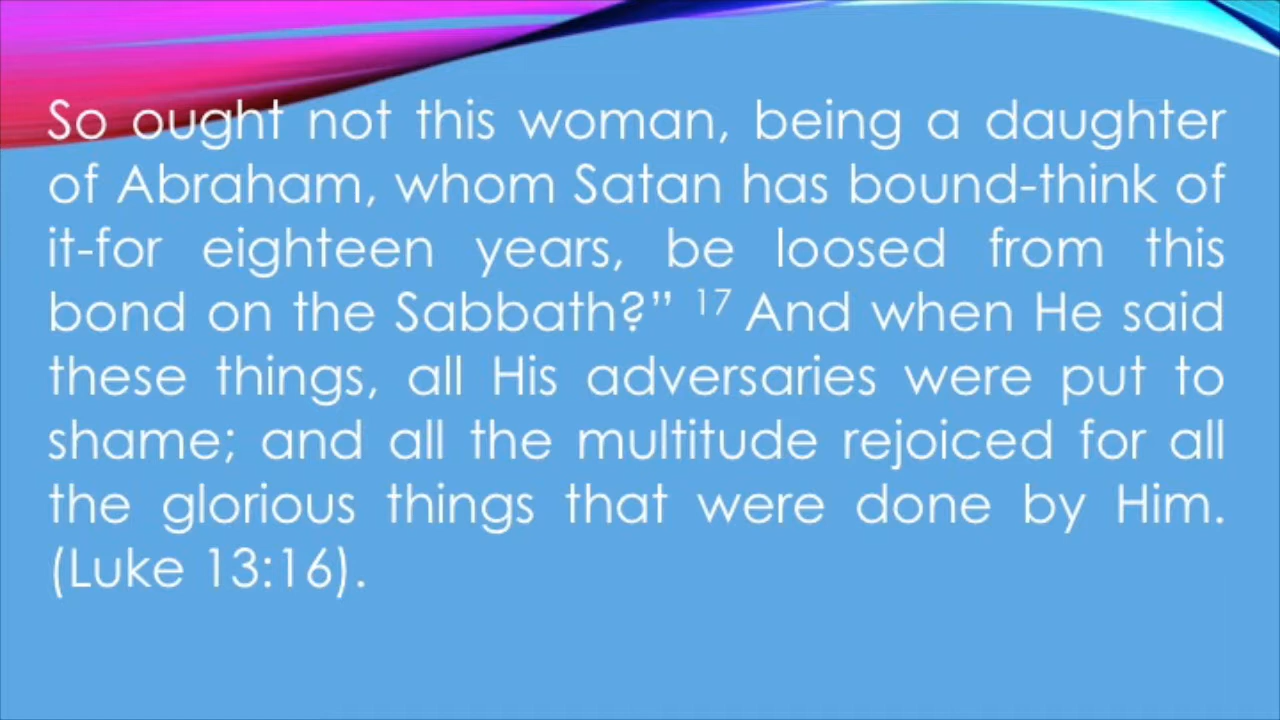 So ought not this woman, being a daughter
of Abraham, whom Satan has bound-think of
it-for eighteen years, be loosed from this
bond on the Sabbath?” 17 And when He said
these things, all His adversaries were put to
shame; and all the multitude rejoiced for all
the glorious things that were done by Him.
(Luke 13:16).